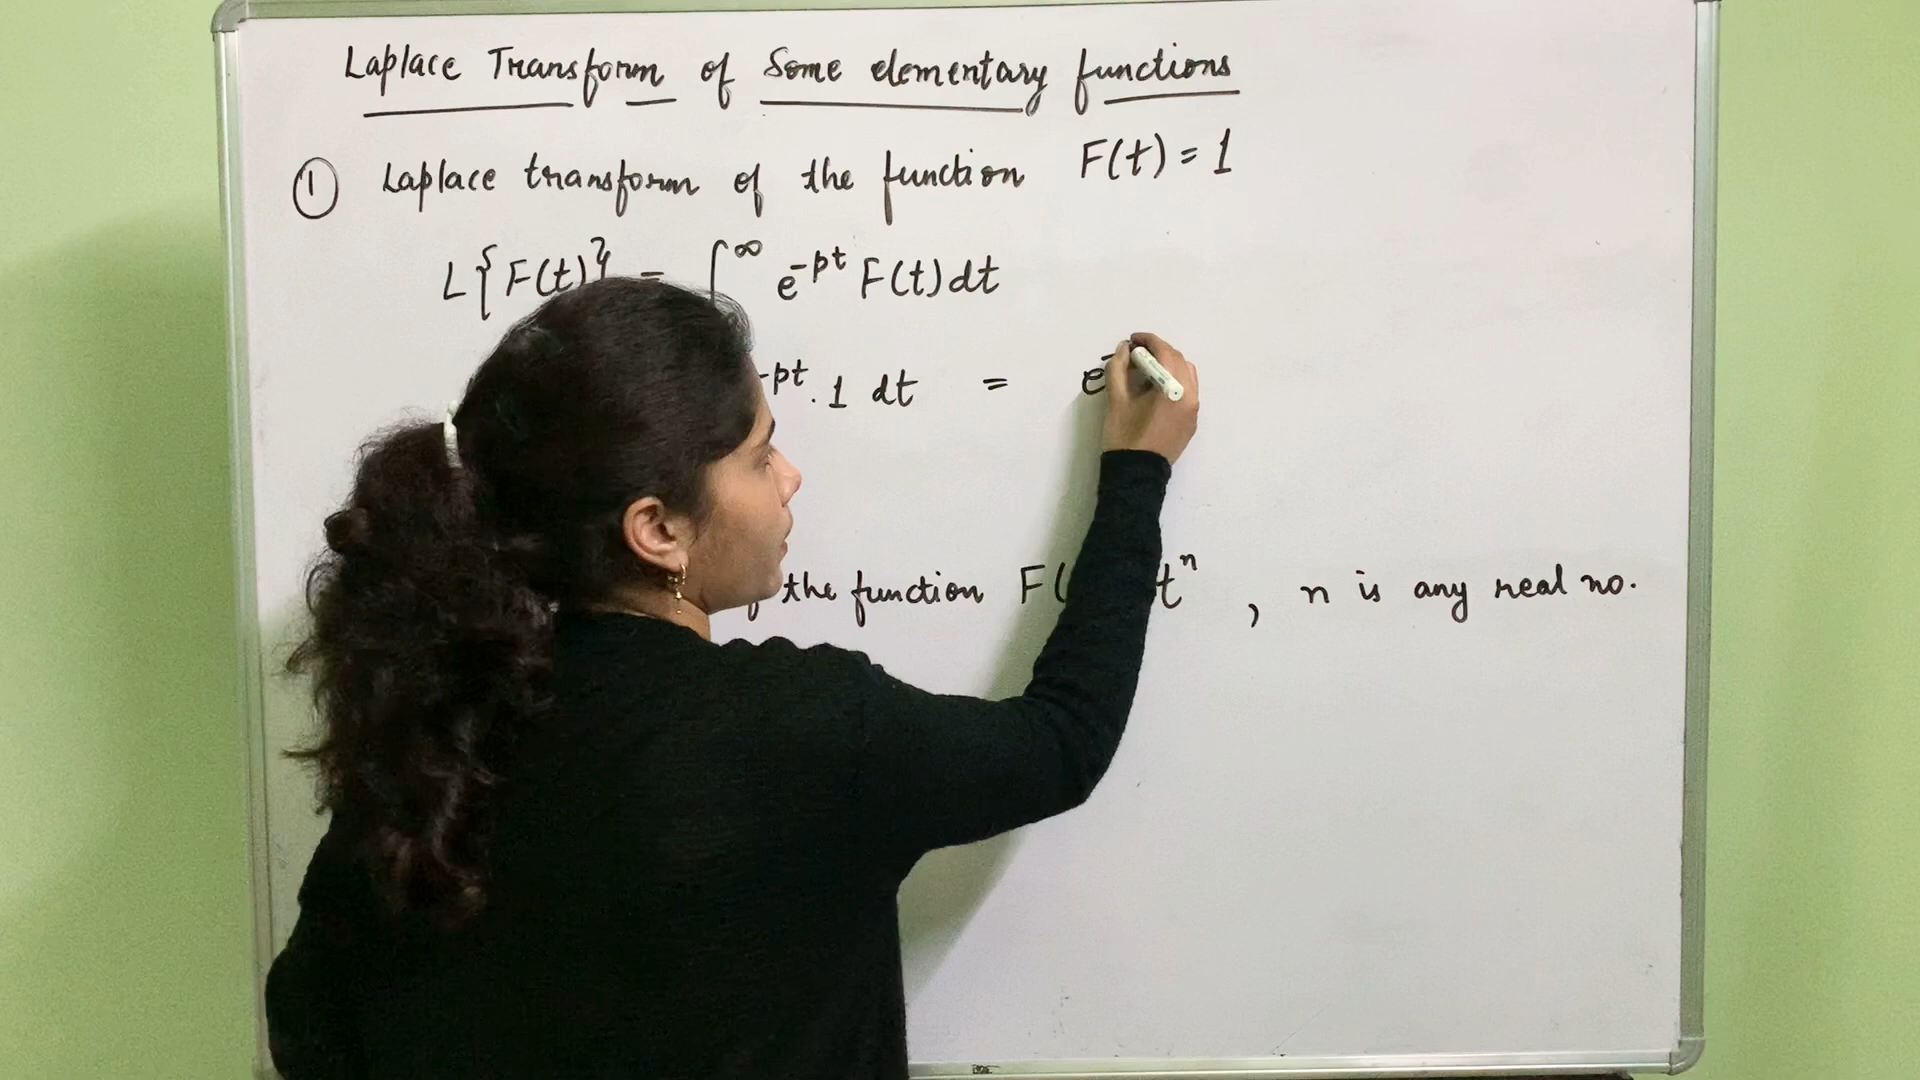 Laplace Transform of Some elementary functions
① Laplace transform of the function F(t) = 1
L{F(t)} = ∫^∞ e^-pt F(t) dt
-pt . 1 dt = e^-
the function F( t^n , n is any real no.